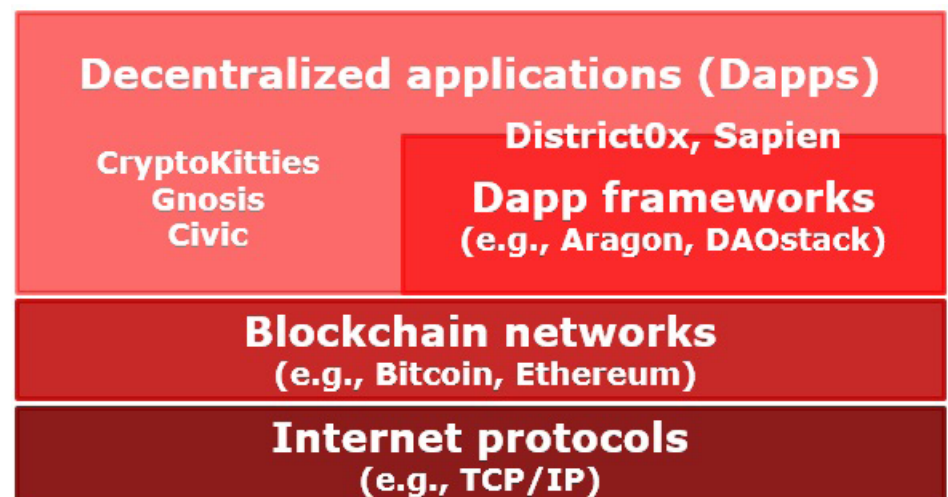 Decentralized applications (Dapps)
District0x, Sapien
CryptoKitties
Gnosis
Civic
Dapp frameworks
(e.g., Aragon, DAOstack)
Blockchain networks
(e.g., Bitcoin, Ethereum)
Internet protocols
(e.g., TCP/IP)